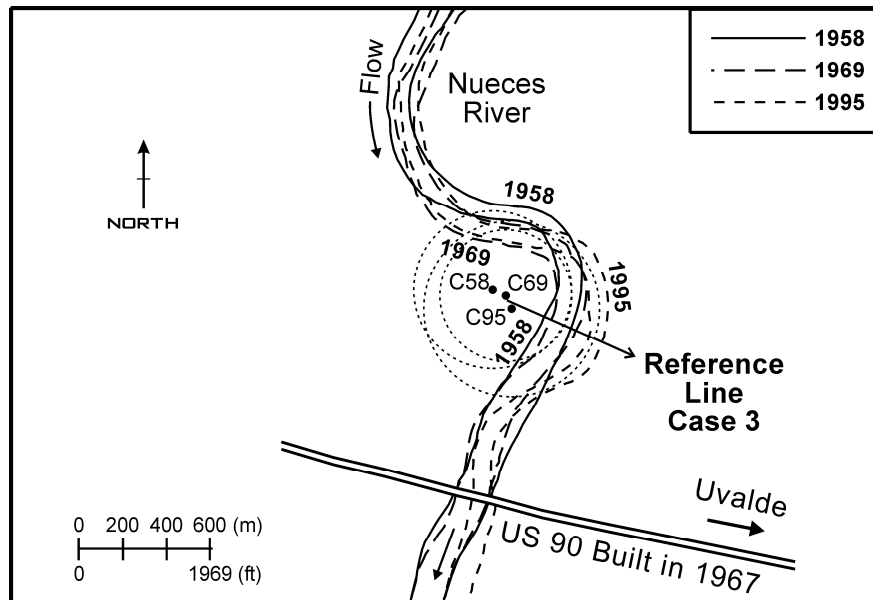 1958
1969
1995
Flow
Nueces
River
NORTH
1958
1969
1995
C58
C69
C95
1958
Reference
Line
Case 3
Uvalde
US 90 Built in 1967
0 200 400 600 (m)
0 1969 (ft)